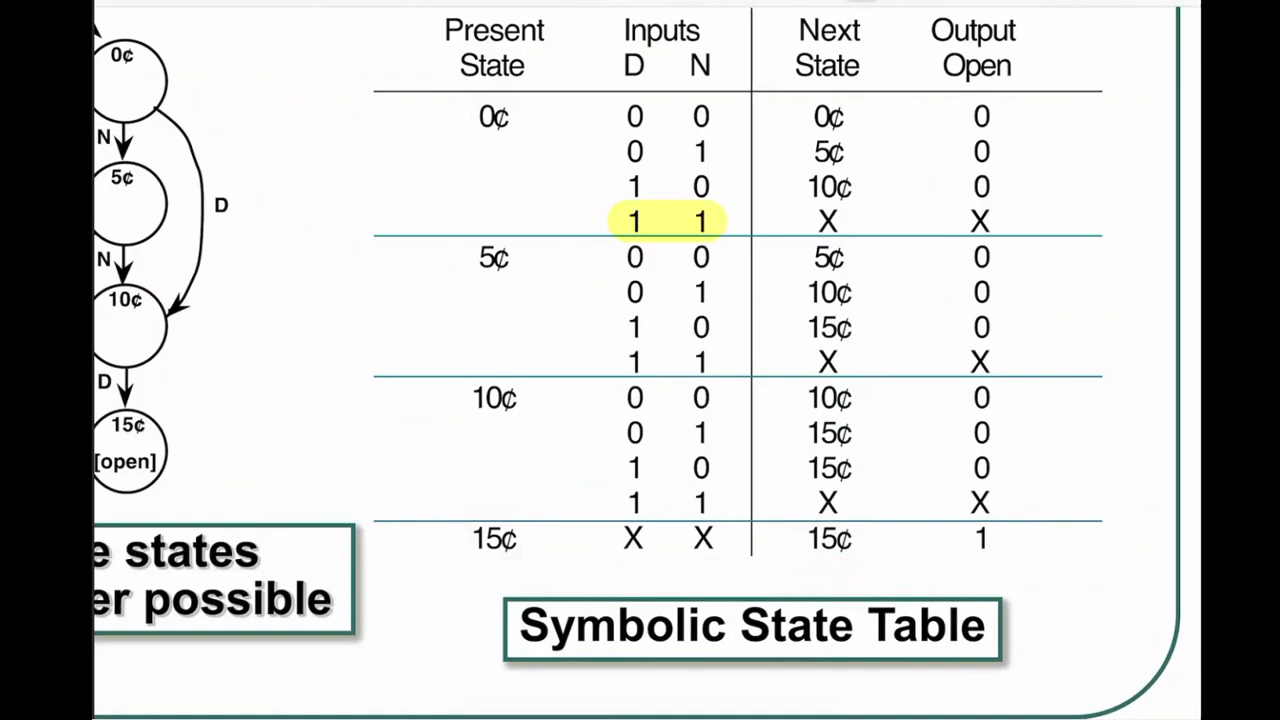 0¢
N
5¢
D
N
10¢
D
15¢
[open]
e states
er possible
Present Inputs Next Output
State D N State Open
0¢ 0 0 0¢ 0
0 1 5¢ 0
1 0 10¢ 0
1 1 X X
5¢ 0 0 5¢ 0
0 1 10¢ 0
1 0 15¢ 0
1 1 X X
10¢ 0 0 10¢ 0
0 1 15¢ 0
1 0 15¢ 0
1 1 X X
15¢ X X 15¢ 1
Symbolic State Table